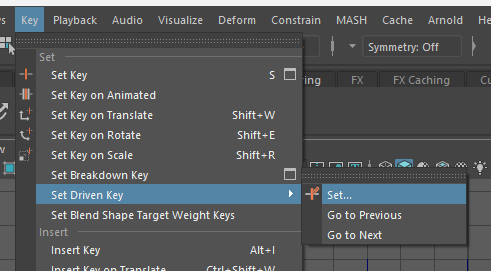 Key Playback Audio Visualize Deform Constrain MASH Cache Arnold Help
Symmetry: Off
Set
Set Key S
FX FX Caching
Set Key on Animated
Set Key on Translate Shift+W
Set Key on Rotate Shift+E
Set Key on Scale Shift+R
Set Breakdown Key
Set Driven Key
Set...
Set Blend Shape Target Weight Keys
Go to Previous
Insert
Go to Next
Insert Key Alt+I
Insert Key on Translate Ctrl+Shift+W